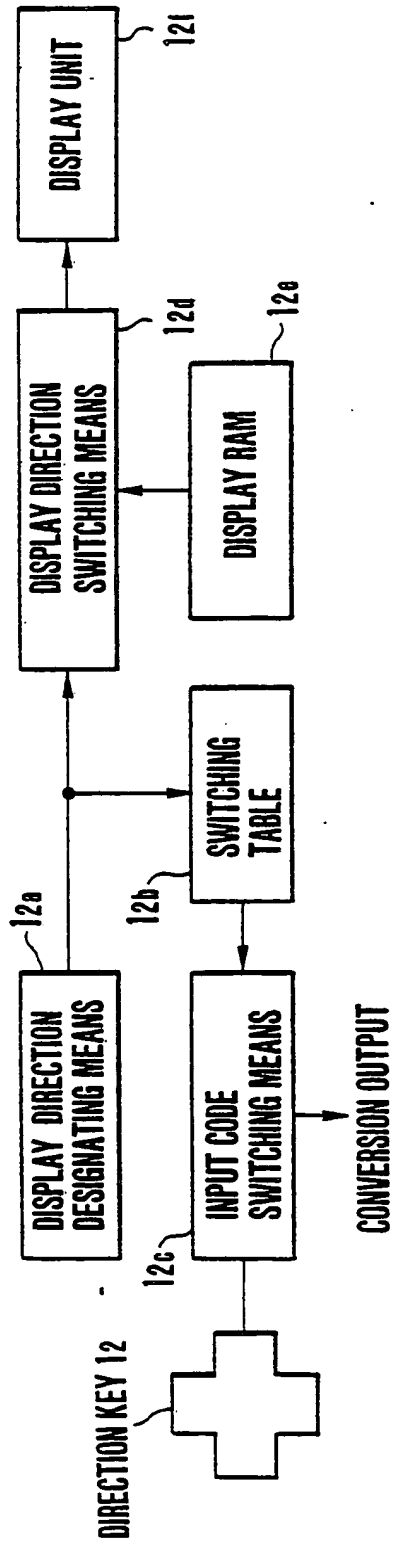 DISPLAY DIRECTION
DESIGNATING MEANS
12a
DISPLAY DIRECTION
SWITCHING MEANS
12d
DISPLAY UNIT
12f
DIRECTION KEY 12
12c
INPUT CODE
SWITCHING MEANS
12b
SWITCHING
TABLE
DISPLAY RAM
12e
CONVERSION OUTPUT